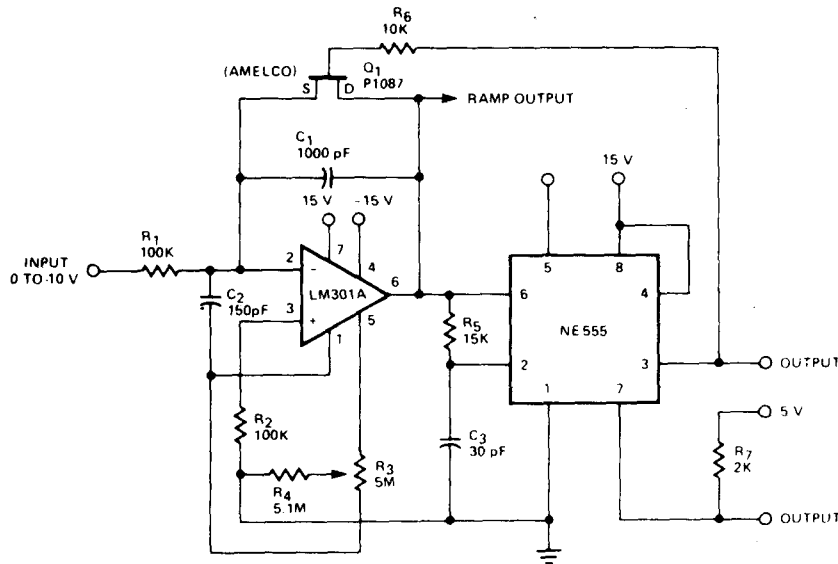 R6
10K
(AMELCO)
Q1
P1087
S
D
RAMP OUTPUT
C1
1000 pF
15 V
-15 V
15 V
INPUT
0 TO -10 V
R1
100K
2
−
7
4
6
LM301A
3
+
5
1
C2
150pF
R5
15K
5
8
6
4
NE555
2
3
1
7
OUTPUT
5 V
R2
100K
R4
5.1M
R3
5M
C3
30 pF
R7
2K
OUTPUT